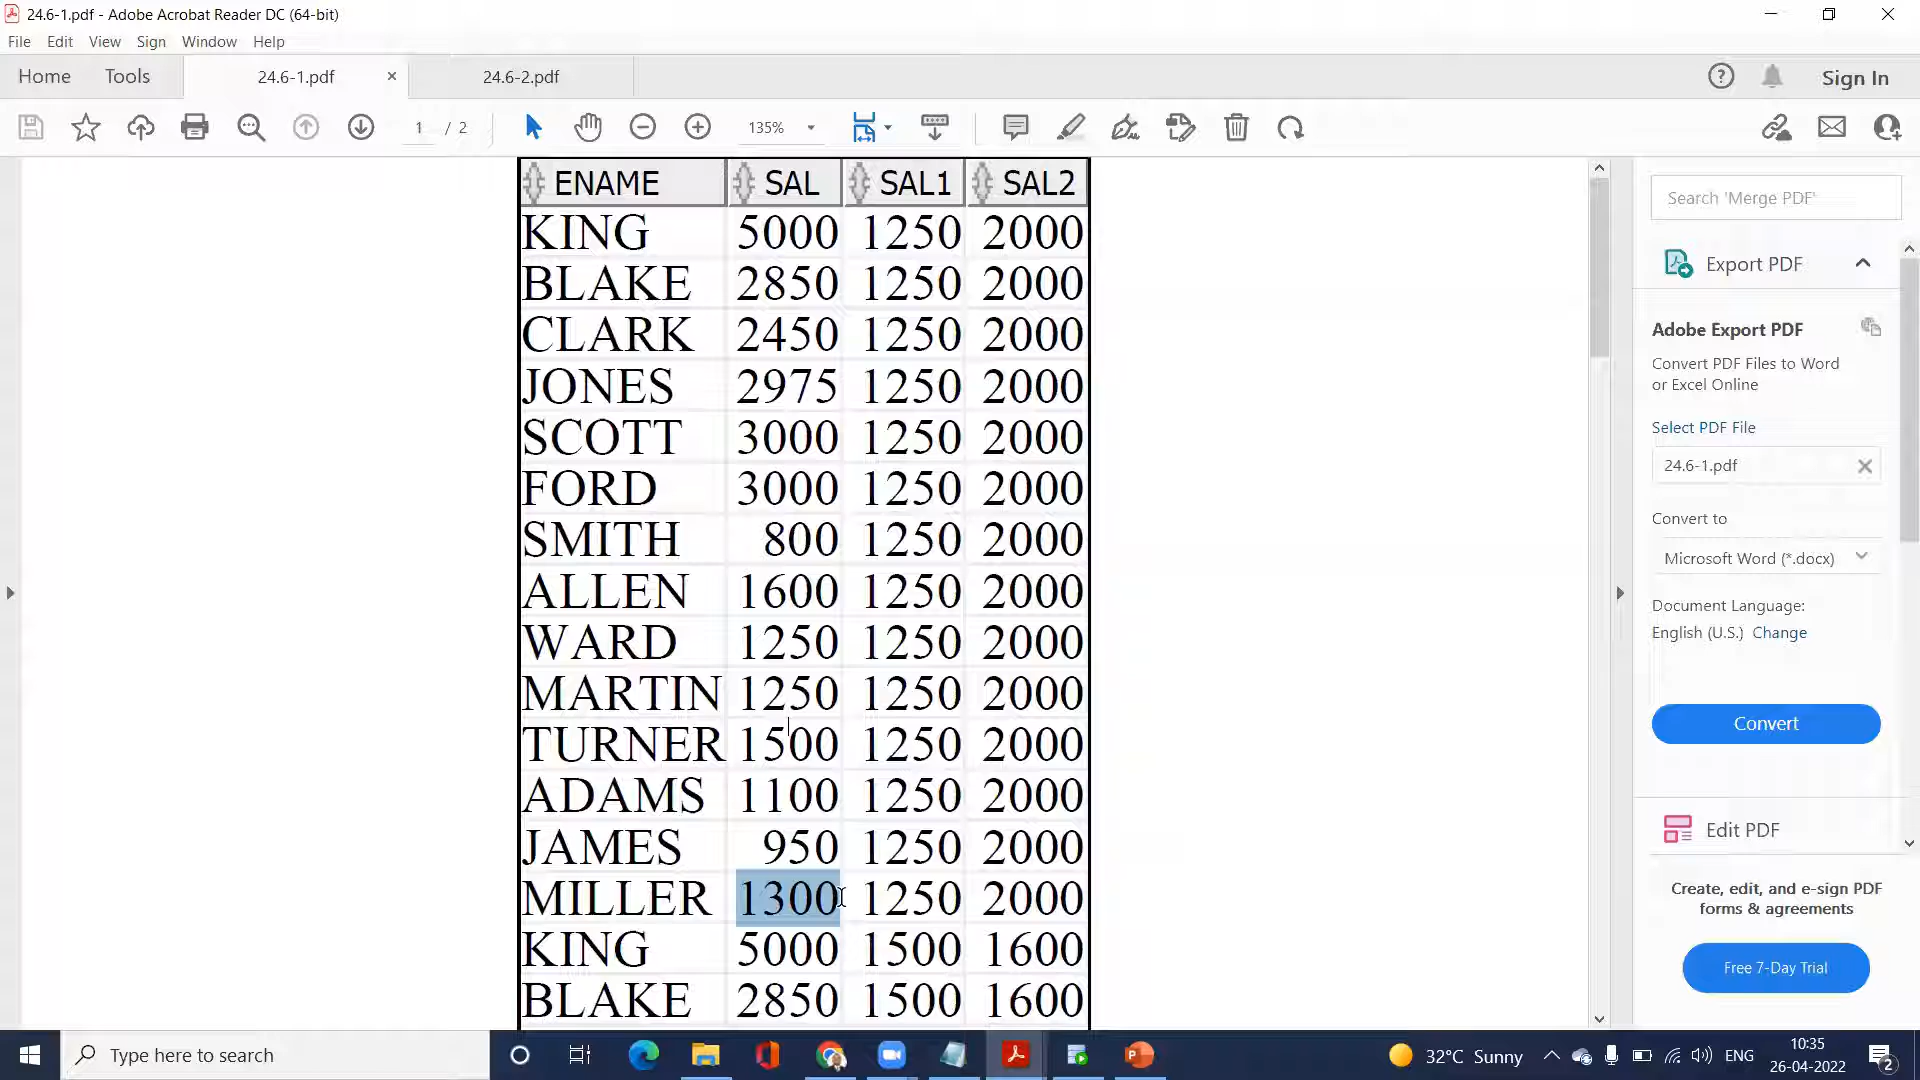 24.6-1.pdf - Adobe Acrobat Reader DC (64-bit)
File Edit View Sign Window Help
Home Tools 24.6-1.pdf × 24.6-2.pdf Sign In
1 / 2 135%
ENAME SAL SAL1 SAL2
KING 5000 1250 2000
BLAKE 2850 1250 2000
CLARK 2450 1250 2000
JONES 2975 1250 2000
SCOTT 3000 1250 2000
FORD 3000 1250 2000
SMITH 800 1250 2000
ALLEN 1600 1250 2000
WARD 1250 1250 2000
MARTIN 1250 1250 2000
TURNER 1500 1250 2000
ADAMS 1100 1250 2000
JAMES 950 1250 2000
MILLER 1300 1250 2000
KING 5000 1500 1600
BLAKE 2850 1500 1600
Search 'Merge PDF'
Export PDF
Adobe Export PDF
Convert PDF Files to Word
or Excel Online
Select PDF File
24.6-1.pdf
Convert to
Microsoft Word (*.docx)
Document Language:
English (U.S.) Change
Convert
Edit PDF
Create, edit, and e-sign PDF
forms & agreements
Free 7-Day Trial
Type here to search
32°C Sunny
ENG
10:35
26-04-2022
2